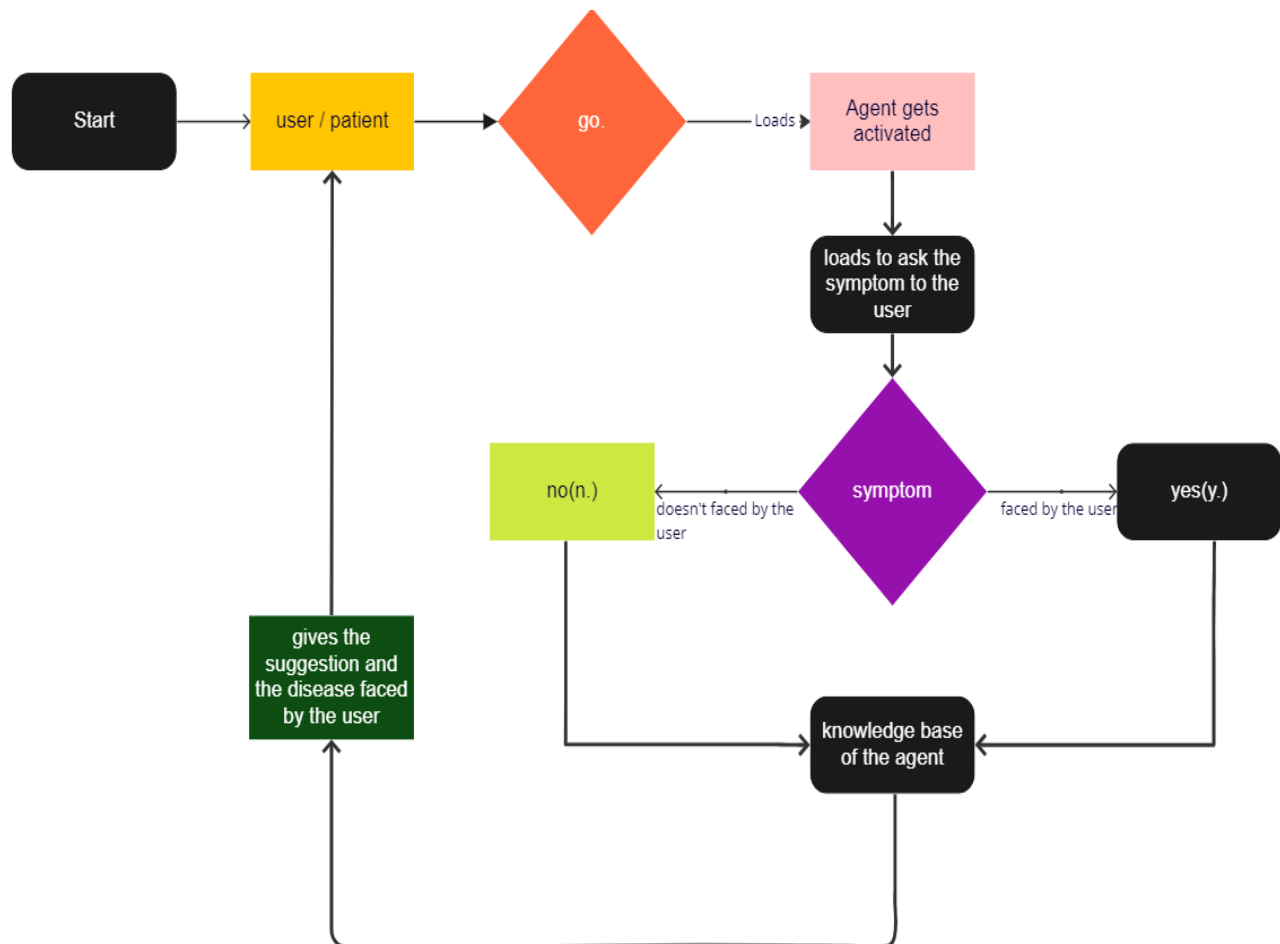 Start
user / patient
go.
Loads
Agent gets
activated
loads to ask the
symptom to the
user
no(n.)
doesn't faced by the
user
symptom
faced by the user
yes(y.)
gives the
suggestion and
the disease faced
by the user
knowledge base
of the agent